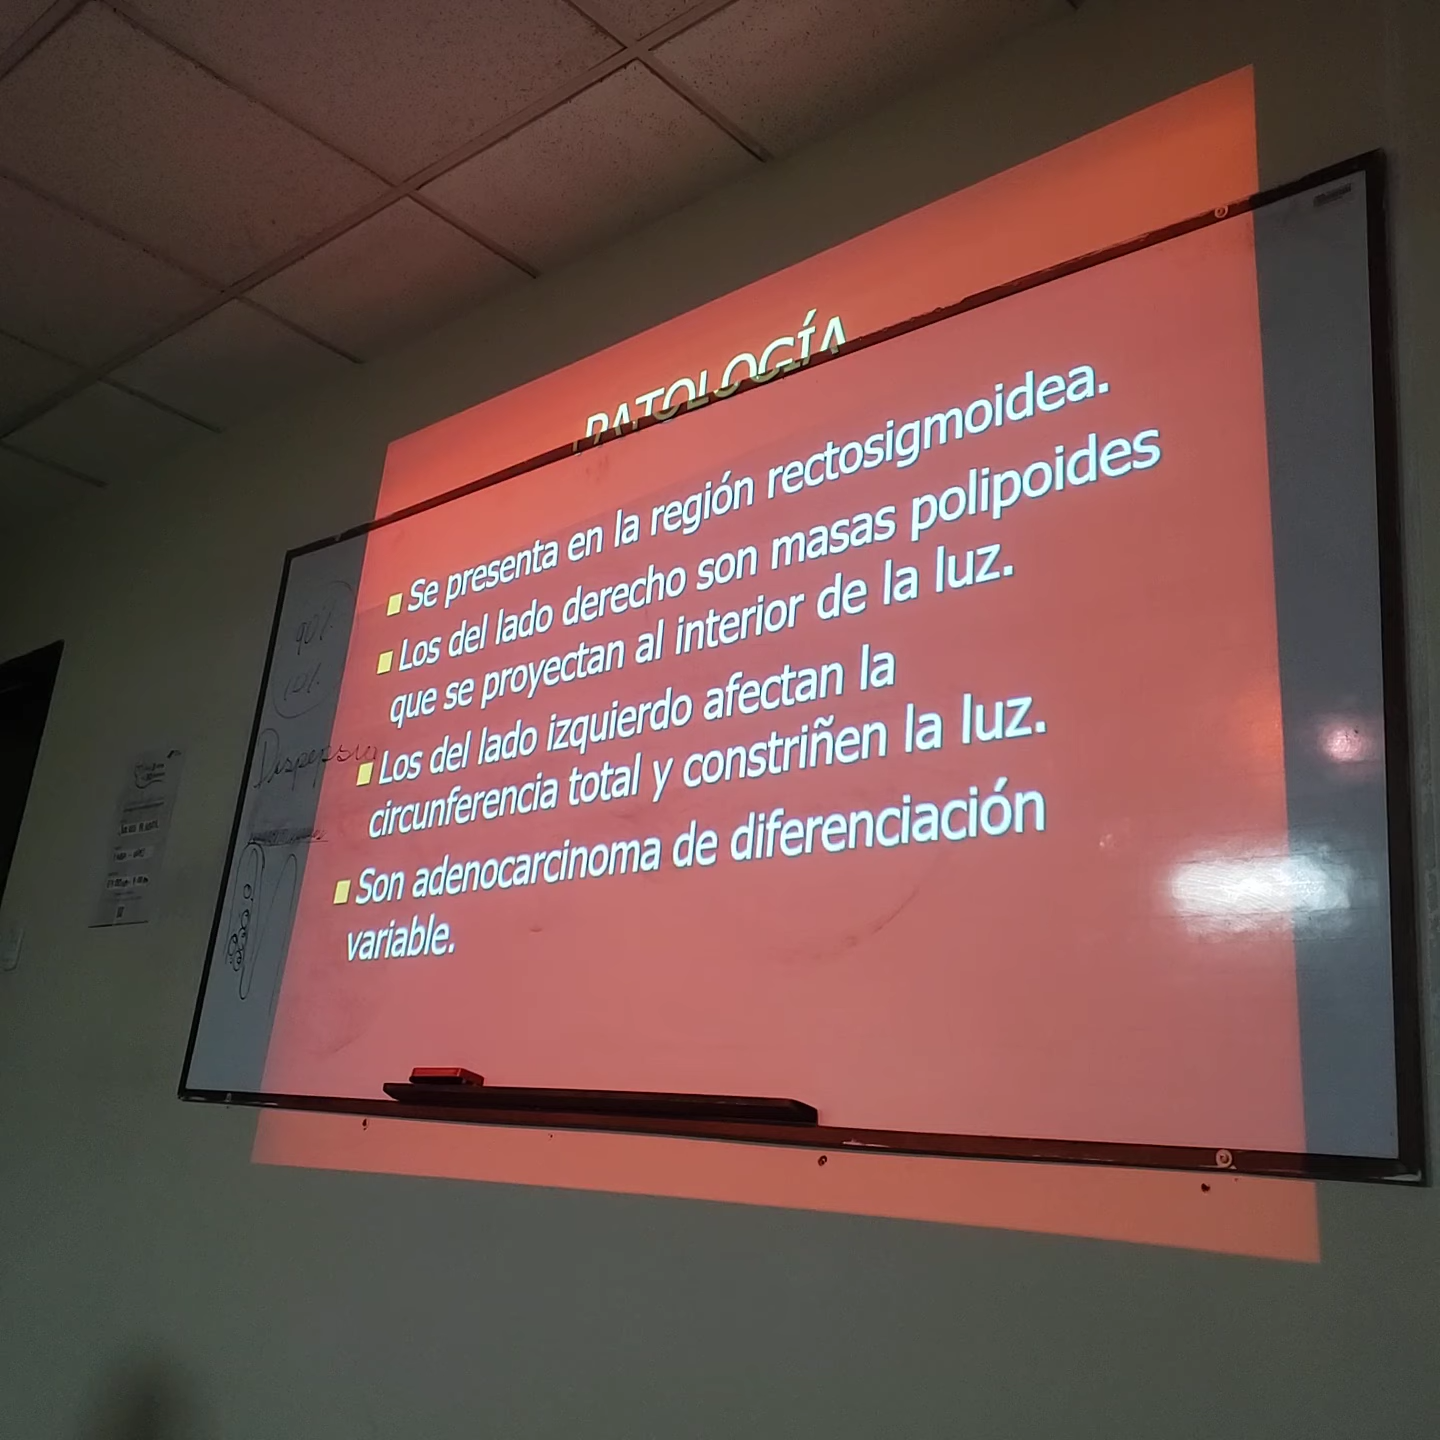 PATOLOGÍA
Se presenta en la región rectosigmoidea.
Los del lado derecho son masas polipoides
que se proyectan al interior de la luz.
Los del lado izquierdo afectan la
circunferencia total y constriñen la luz.
Son adenocarcinoma de diferenciación
variable.
90%
10%
Dispepsia